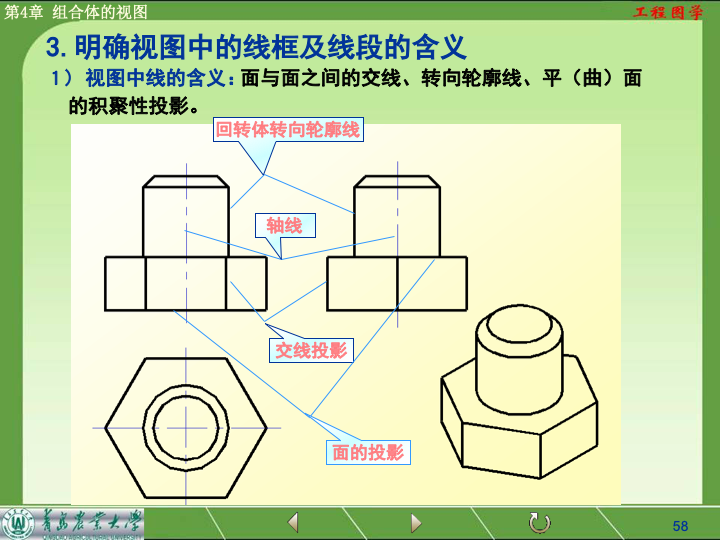 第4章 组合体的视图
工程图学
3.明确视图中的线框及线段的含义
1）视图中线的含义：面与面之间的交线、转向轮廓线、平（曲）面
的积聚性投影。
回转体转向轮廓线
轴线
交线投影
面的投影
青岛农业大学
58